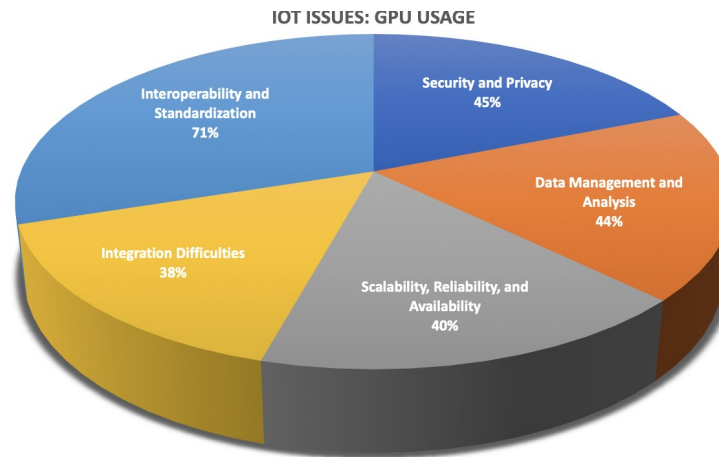 IOT ISSUES: GPU USAGE
Interoperability and
Standardization
71%
Security and Privacy
45%
Data Management and
Analysis
44%
Integration Difficulties
38%
Scalability, Reliability, and
Availability
40%